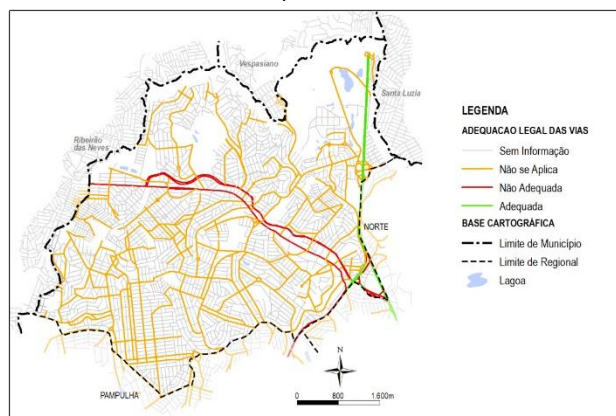 Vespasiano
Santa Luzia
Ribeirão
das Neves
NORTE
PAMPULHA
N
0 800 1.600m
LEGENDA
ADEQUACAO LEGAL DAS VIAS
Sem Informação
Não se Aplica
Não Adequada
Adequada
BASE CARTOGRÁFICA
Limite de Município
Limite de Regional
Lagoa